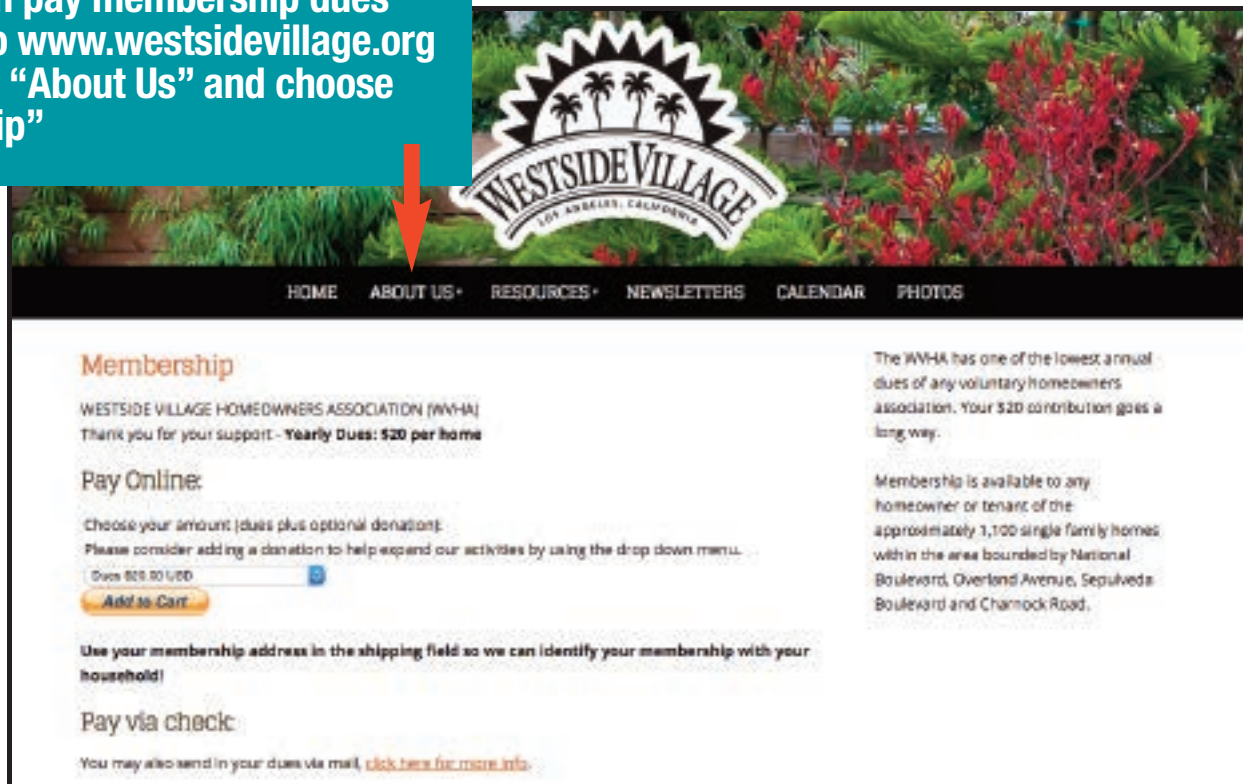 pay membership dues
www.westsidevillage.org
“About Us” and choose
ip”
WESTSIDE VILLAGE
LOS ANGELES, CALIFORNIA
HOME ABOUT US RESOURCES NEWSLETTERS CALENDAR PHOTOS
Membership
WESTSIDE VILLAGE HOMEOWNERS ASSOCIATION (WVHA)
Thank you for your support - Yearly Dues: $20 per home
Pay Online:
Choose your amount (dues plus optional donation):
Please consider adding a donation to help expand our activities by using the drop down menu.
Dues $20.00 USD
Add to Cart
Use your membership address in the shipping field so we can identify your membership with your
household!
Pay via check:
You may also send in your dues via mail, click here for more info.
The WVHA has one of the lowest annual
dues of any voluntary homeowners
association. Your $20 contribution goes a
long way.
Membership is available to any
homeowner or tenant of the
approximately 1,100 single family homes
within the area bounded by National
Boulevard, Overland Avenue, Sepulveda
Boulevard and Charnock Road.